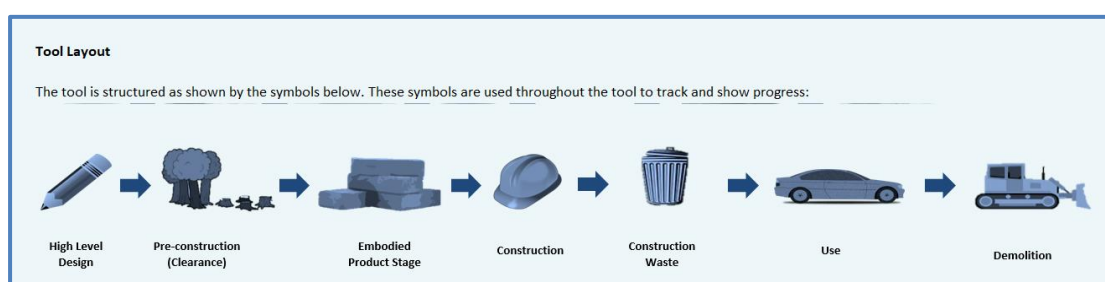 Tool Layout
The tool is structured as shown by the symbols below. These symbols are used throughout the tool to track and show progress:
High Level
Design
Pre-construction
(Clearance)
Embodied
Product Stage
Construction
Construction
Waste
Use
Demolition